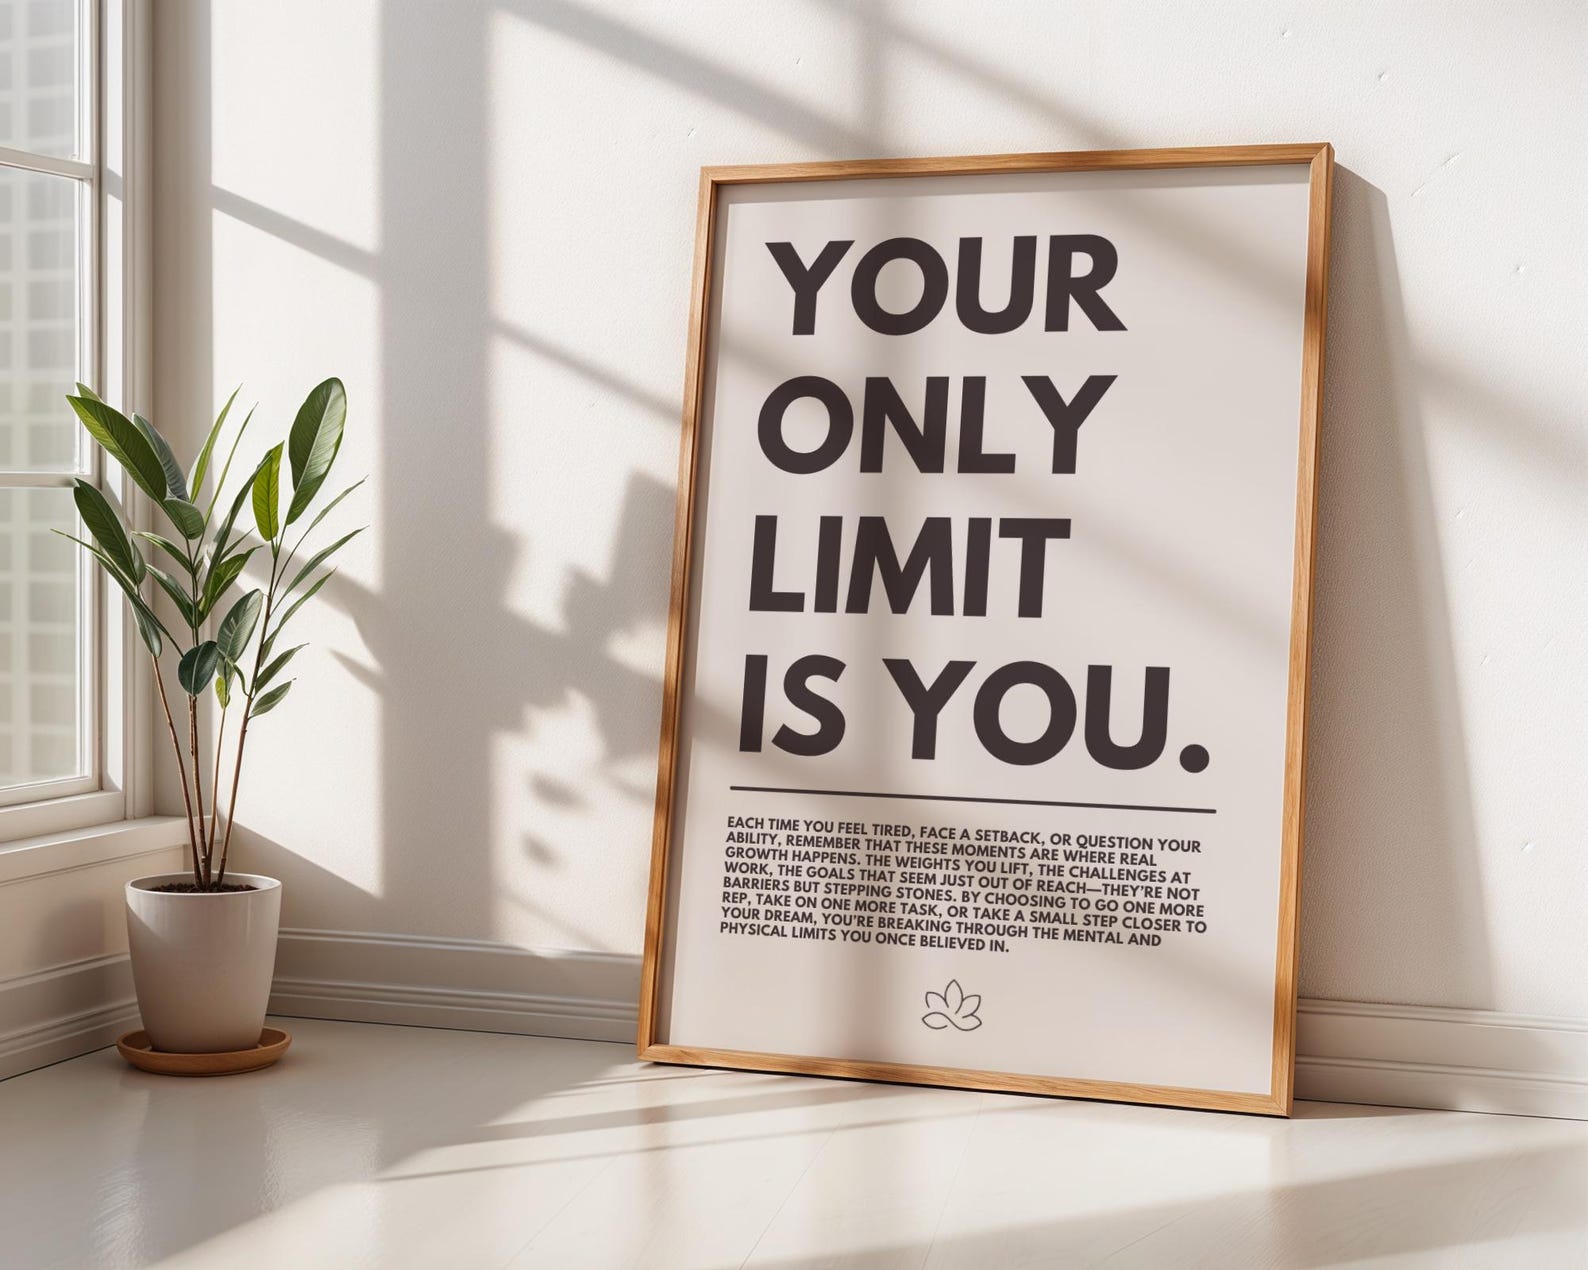 YOUR
ONLY
LIMIT
IS YOU.
EACH TIME YOU FEEL TIRED, FACE A SETBACK, OR QUESTION YOUR
ABILITY, REMEMBER THAT THESE MOMENTS ARE WHERE REAL
GROWTH HAPPENS. THE WEIGHTS YOU LIFT, THE CHALLENGES AT
WORK, THE GOALS THAT SEEM JUST OUT OF REACH—THEY'RE NOT
BARRIERS BUT STEPPING STONES. BY CHOOSING TO GO ONE MORE
REP, TAKE ON ONE MORE TASK, OR TAKE A SMALL STEP CLOSER TO
YOUR DREAM, YOU'RE BREAKING THROUGH THE MENTAL AND
PHYSICAL LIMITS YOU ONCE BELIEVED IN.